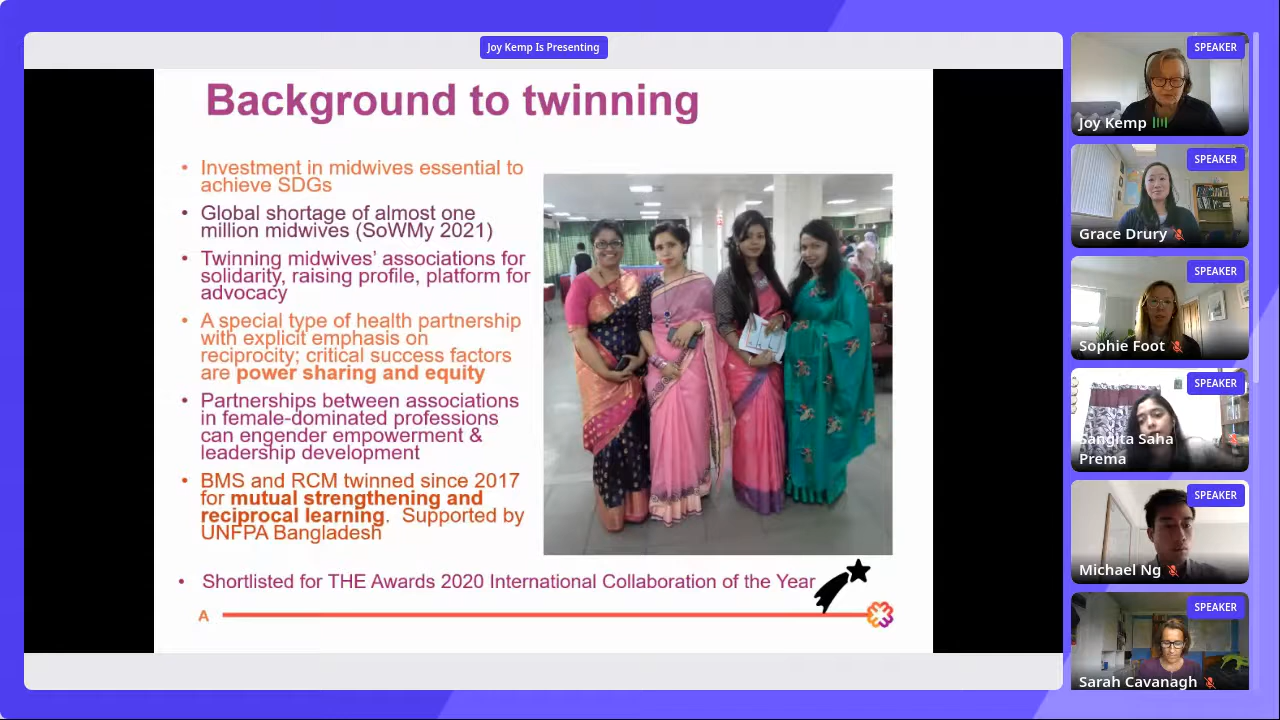 Joy Kemp Is Presenting
Background to twinning
• Investment in midwives essential to
achieve SDGs
• Global shortage of almost one
million midwives (SoWMy 2021)
• Twinning midwives’ associations for
solidarity, raising profile, platform for
advocacy
• A special type of health partnership
with explicit emphasis on
reciprocity; critical success factors
are power sharing and equity
• Partnerships between associations
in female-dominated professions
can engender empowerment &
leadership development
• BMS and RCM twinned since 2017
for mutual strengthening and
reciprocal learning. Supported by
UNFPA Bangladesh
• Shortlisted for THE Awards 2020 International Collaboration of the Year
A
SPEAKER
Joy Kemp
SPEAKER
Grace Drury
SPEAKER
Sophie Foot
SPEAKER
Sangita Saha
Prema
SPEAKER
Michael Ng
SPEAKER
Sarah Cavanagh